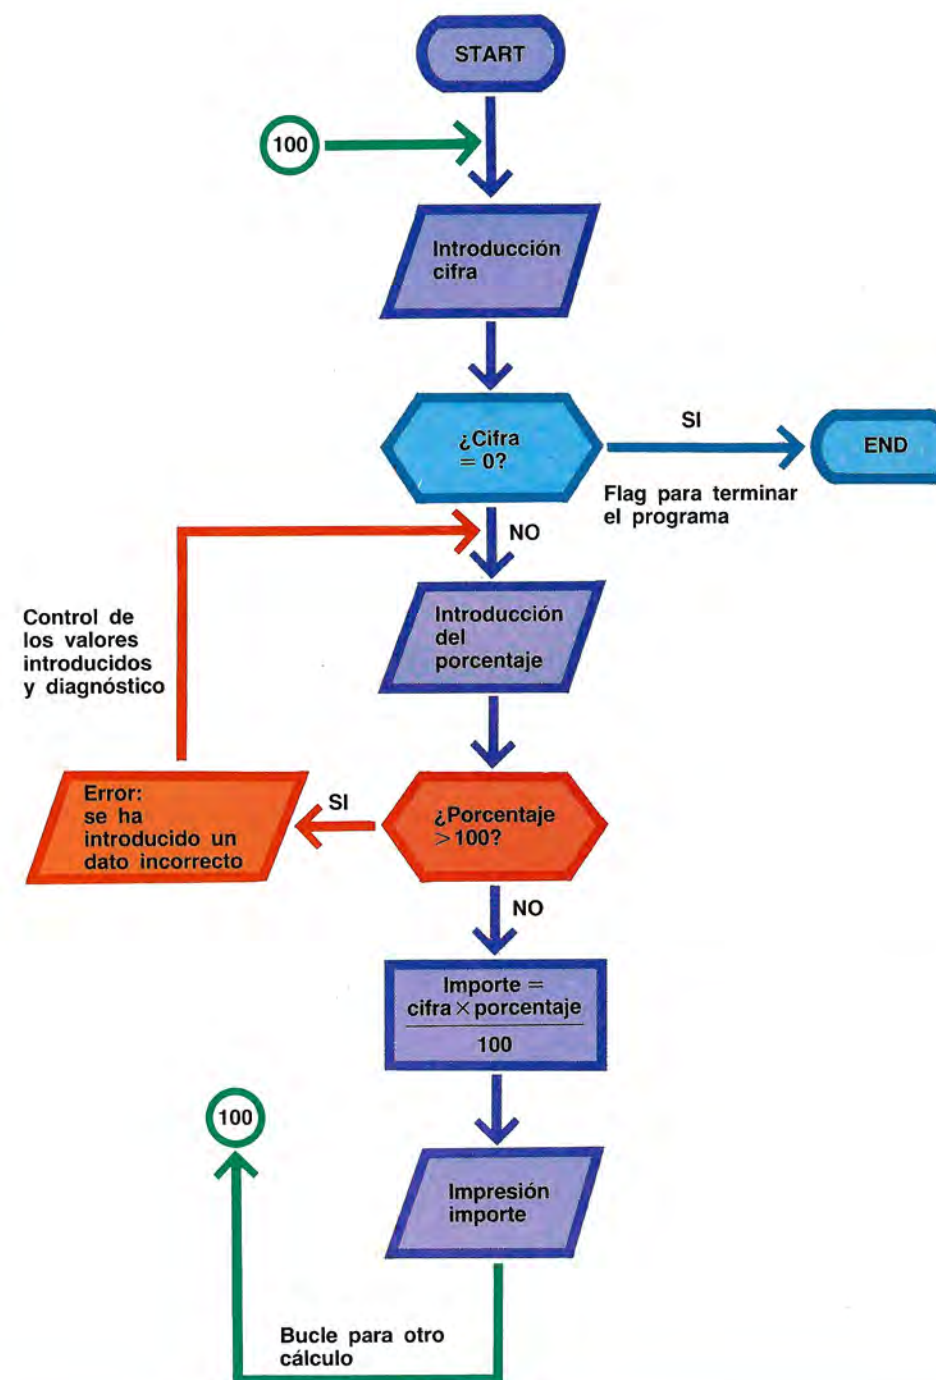 START
100
Introducción
cifra
¿Cifra
= 0?
SI
END
Flag para terminar
el programa
NO
Introducción
del
porcentaje
Control de
los valores
introducidos
y diagnóstico
Error:
se ha
introducido un
dato incorrecto
SI
¿Porcentaje
>100?
NO
Importe =
cifra × porcentaje
100
100
Impresión
importe
Bucle para otro
cálculo